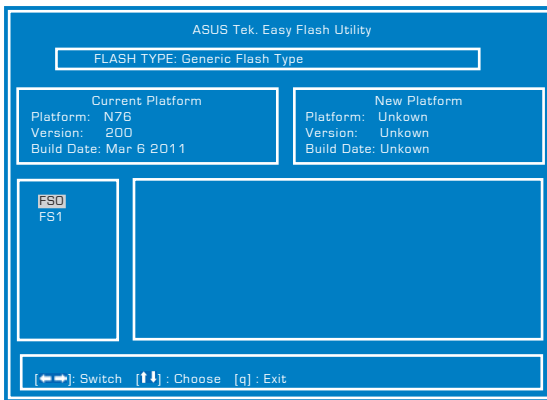 ASUS Tek. Easy Flash Utility
FLASH TYPE: Generic Flash Type
Current Platform
Platform: N76
Version: 200
Build Date: Mar 6 2011
New Platform
Platform: Unkown
Version: Unkown
Build Date: Unkown
FS0
FS1
[⬅➡]: Switch [⬆⬇] : Choose [q] : Exit